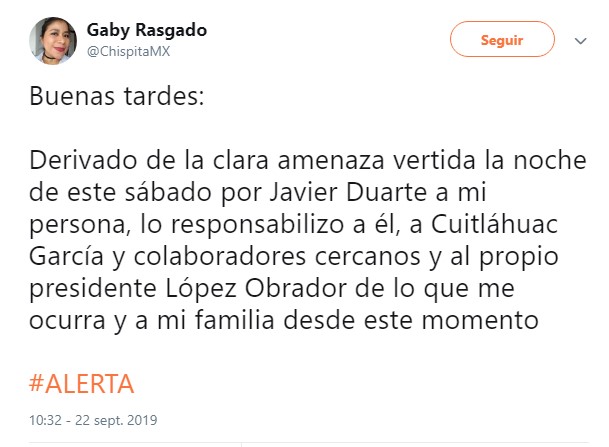 Gaby Rasgado
@ChispitaMX
Seguir
Buenas tardes:
Derivado de la clara amenaza vertida la noche
de este sábado por Javier Duarte a mi
persona, lo responsabilizo a él, a Cuitláhuac
García y colaboradores cercanos y al propio
presidente López Obrador de lo que me
ocurra y a mi familia desde este momento
#ALERTA
10:32 - 22 sept. 2019